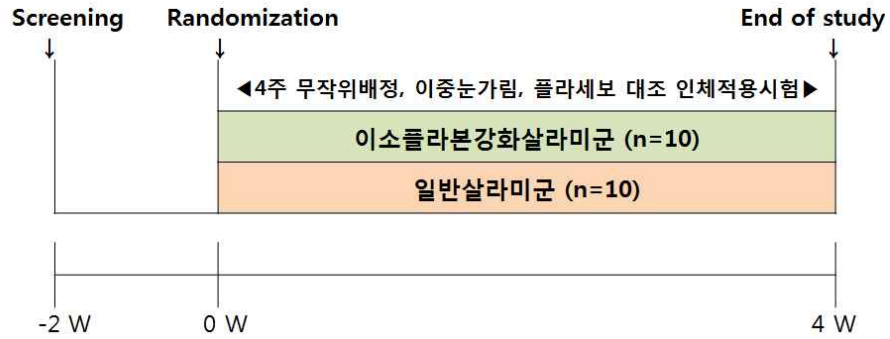 Screening Randomization End of study
◀4주 무작위배정, 이중눈가림, 플라세보 대조 인체적용시험▶
이소플라본강화살라미군 (n=10)
일반살라미군 (n=10)
-2 W 0 W 4 W